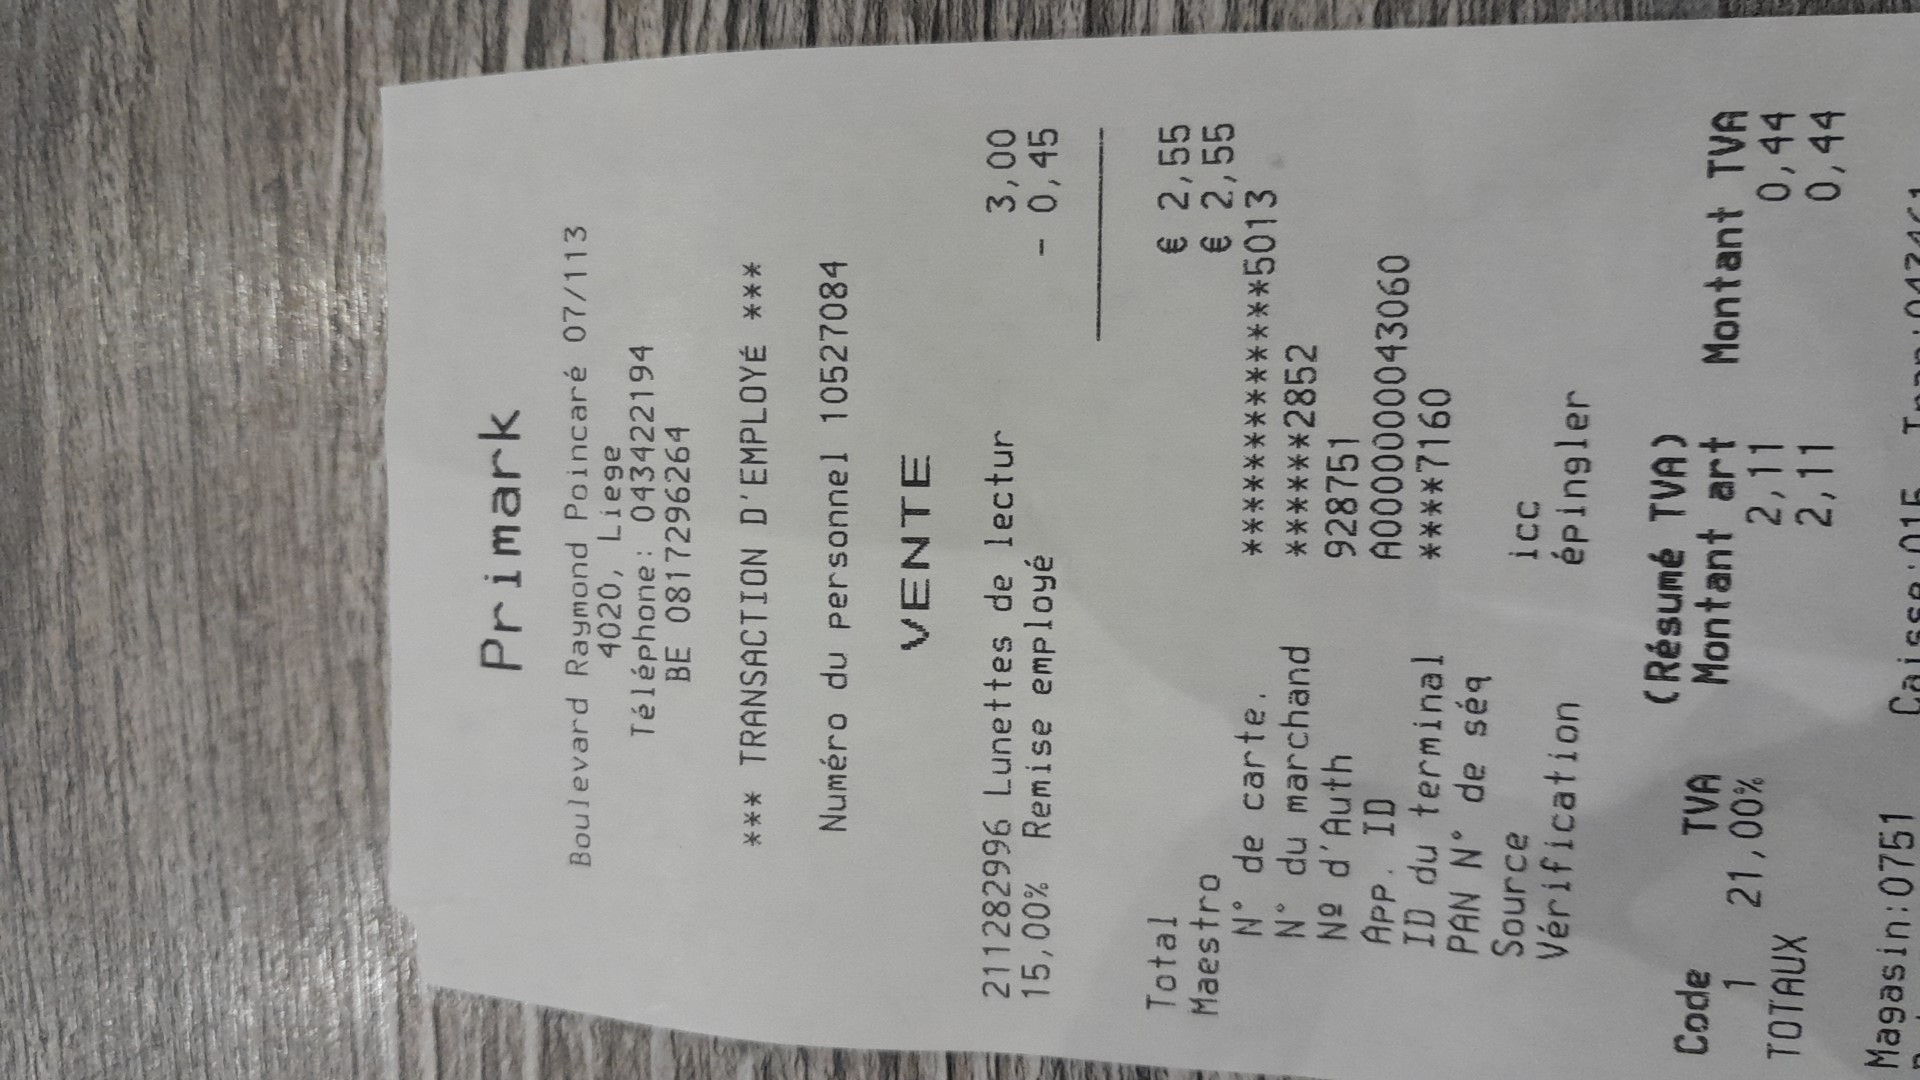 Primark
Boulevard Raymond Poincaré 07/113
4020, Liege
Téléphone: 043422194
BE 0817296264
*** TRANSACTION D'EMPLOYÉ ***
Numéro du personnel 10527084
VENTE
211282996 Lunettes de lectur 3,00
15,00% Remise employé - 0,45
Total € 2,55
Maestro € 2,55
N° de carte. ***************5013
N° du marchand *****2852
Nº d'Auth 928751
App. ID A0000000043060
ID du terminal ****7160
PAN N° de séq
Source icc
Vérification épingler
(Résumé TVA)
Code TVA Montant art Montant TVA
1 21,00% 2,11 0,44
TOTAUX 2,11 0,44
Magasin:0751 Caisse:015